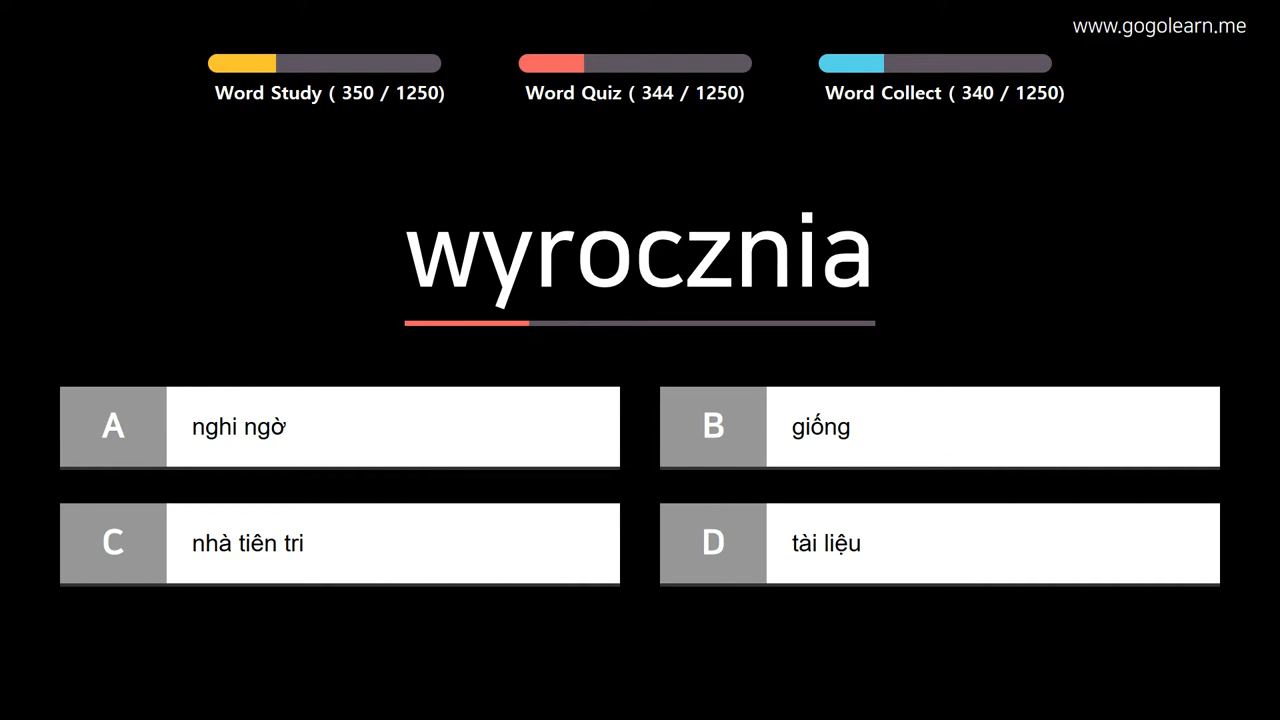 www.gogolearn.me
Word Study ( 350 / 1250)
Word Quiz ( 344 / 1250)
Word Collect ( 340 / 1250)
wyrocznia
A
nghi ngờ
B
giống
C
nhà tiên tri
D
tài liệu